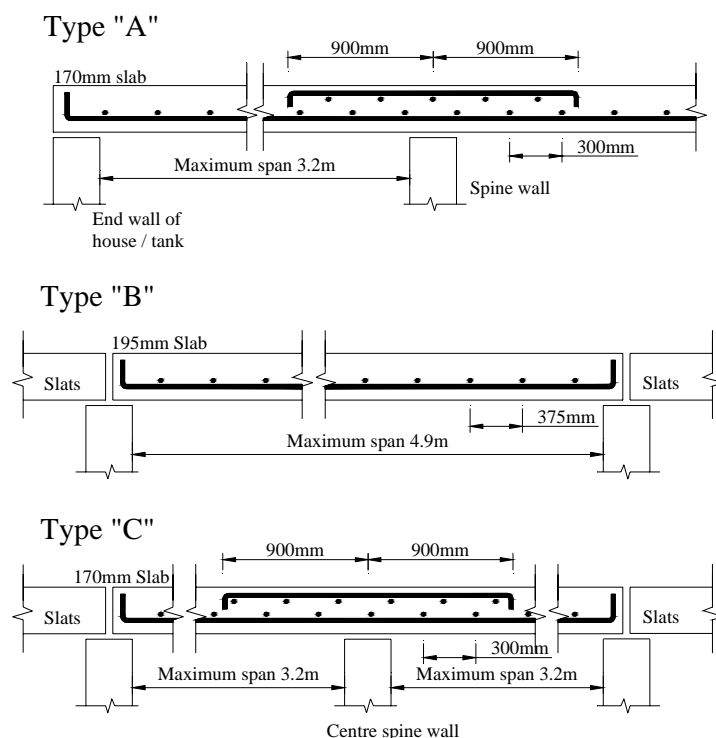 Type "A"
900mm 900mm
170mm slab
Maximum span 3.2m
300mm
Spine wall
End wall of
house / tank
Type "B"
195mm Slab
Slats
Slats
375mm
Maximum span 4.9m
Type "C"
900mm 900mm
170mm Slab
Slats
Slats
300mm
Maximum span 3.2m Maximum span 3.2m
Centre spine wall